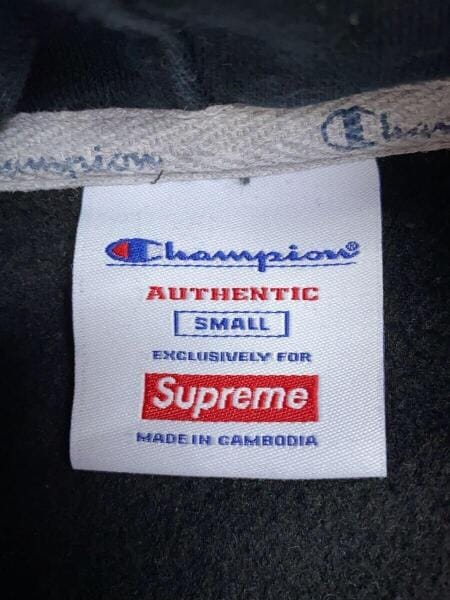 Champion
Champion
Champion®
AUTHENTIC
SMALL
EXCLUSIVELY FOR
Supreme
MADE IN CAMBODIA